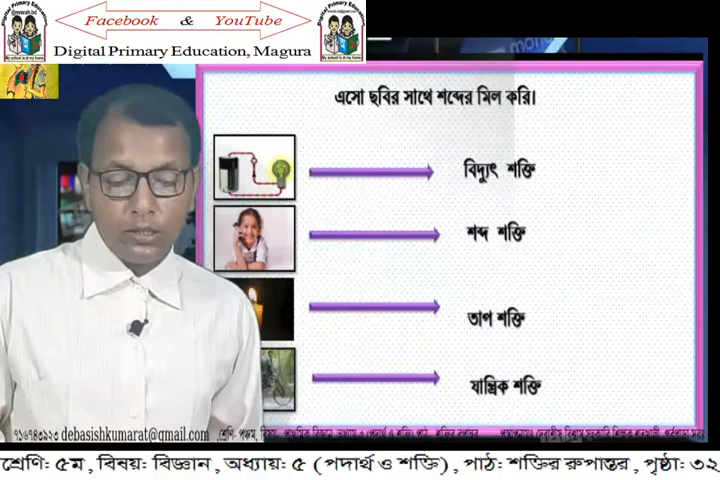 Facebook & YouTube
Digital Primary Education, Magura
এসো ছবির সাথে শব্দের মিল করি।
বিদ্যুৎ শক্তি
শব্দ শক্তি
তাপ শক্তি
যান্ত্রিক শক্তি
৭১৬৭৪৩১২৩ debasishkumarat@gmail.com
শ্রেণিঃ ৫ম, বিষয়ঃ বিজ্ঞান, অধ্যায়ঃ ৫ (পদার্থ ও শক্তি), পাঠঃ শক্তির রুপান্তর, পৃষ্ঠাঃ ৩২